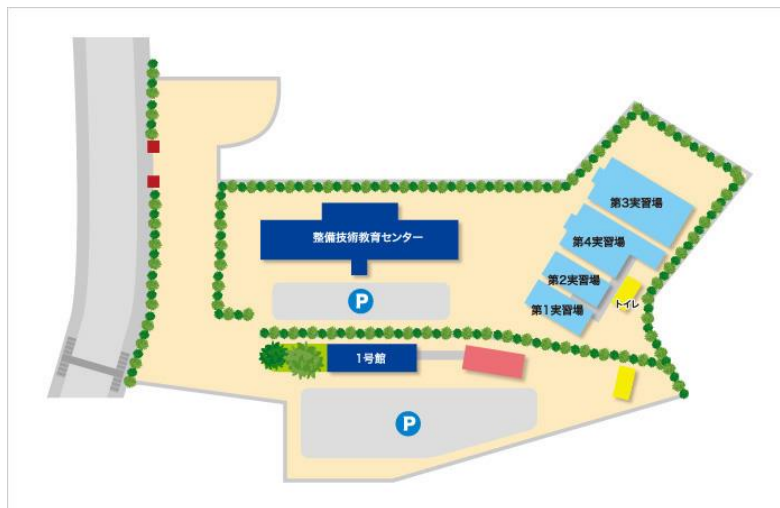 第3実習場
整備技術教育センター
第4実習場
第2実習場
トイレ
P
第1実習場
1号館
P